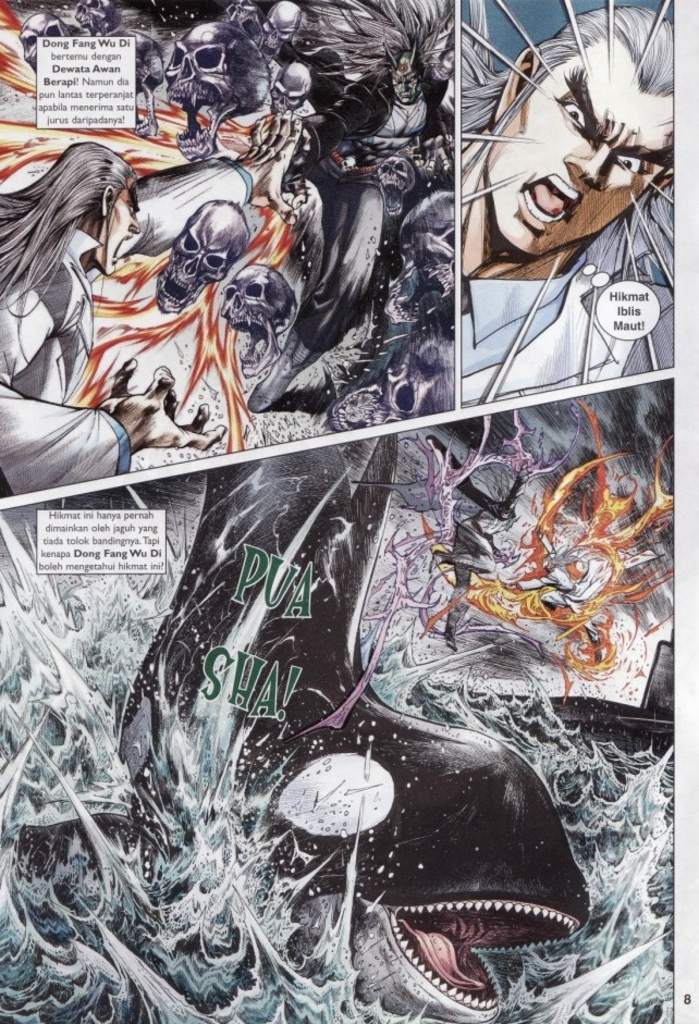 Dong Fang Wu Di
bertemu dengan
Dewata Awan
Berapi! Namun dia
pun lantas terperanjat
apabila menerima satu
jurus daripadanya!
Hikmat
Iblis
Maut!
Hikmat ini hanya pernah
dimainkan oleh jaguh yang
tiada tolok bandingnya. Tapi
kenapa Dong Fang Wu Di
boleh mengetahui hikmat ini?
PUA
SHA!
8